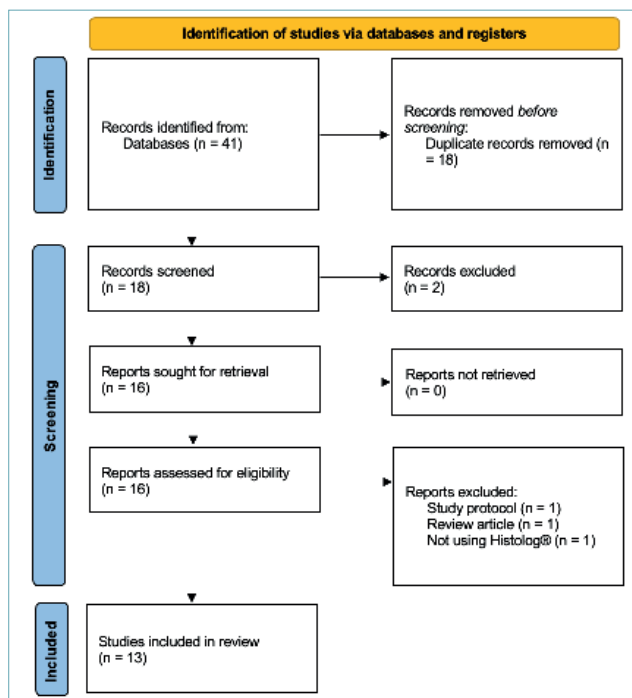 Identification of studies via databases and registers
Identification
Records identified from:
Databases (n = 41)
Records removed before
screening:
Duplicate records removed (n
= 18)
Screening
Records screened
(n = 18)
Records excluded
(n = 2)
Reports sought for retrieval
(n = 16)
Reports not retrieved
(n = 0)
Reports assessed for eligibility
(n = 16)
Reports excluded:
Study protocol (n = 1)
Review article (n = 1)
Not using Histolog® (n = 1)
Included
Studies included in review
(n = 13)